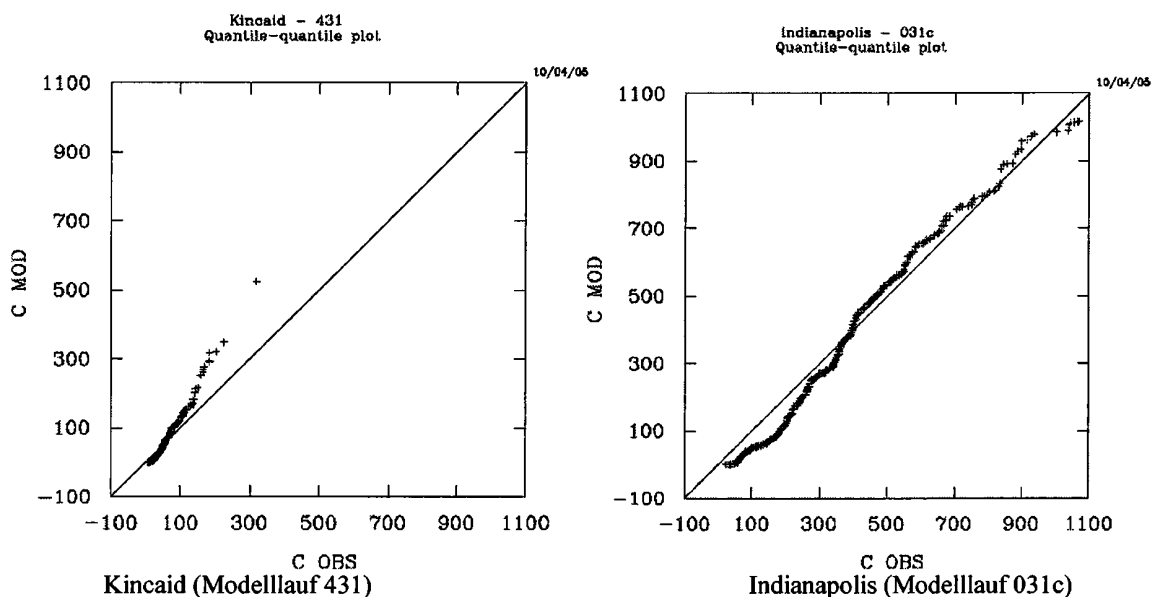 Kincaid - 431
Quantile-quantile plot
10/04/05
1100
900
700
500
300
100
-100
C MOD
-100 100 300 500 700 900 1100
C OBS
Kincaid (Modelllauf 431)
Indianapolis - 031c
Quantile-quantile plot
10/04/05
1100
900
700
500
300
100
-100
C MOD
-100 100 300 500 700 900 1100
C OBS
Indianapolis (Modelllauf 031c)